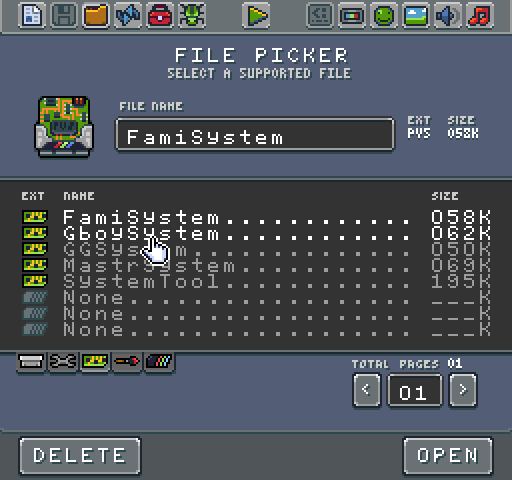 FILE PICKER
SELECT A SUPPORTED FILE
FILE NAME
EXT SIZE
FamiSystem
PVS 058K
EXT NAME SIZE
FamiSystem............ 058K
GboySystem............ 062K
GGSystem.............. 050K
MastrSystem........... 069K
SystemTool............ 195K
None.................. ___K
None.................. ___K
None.................. ___K
TOTAL PAGES 01
< 01 >
DELETE OPEN